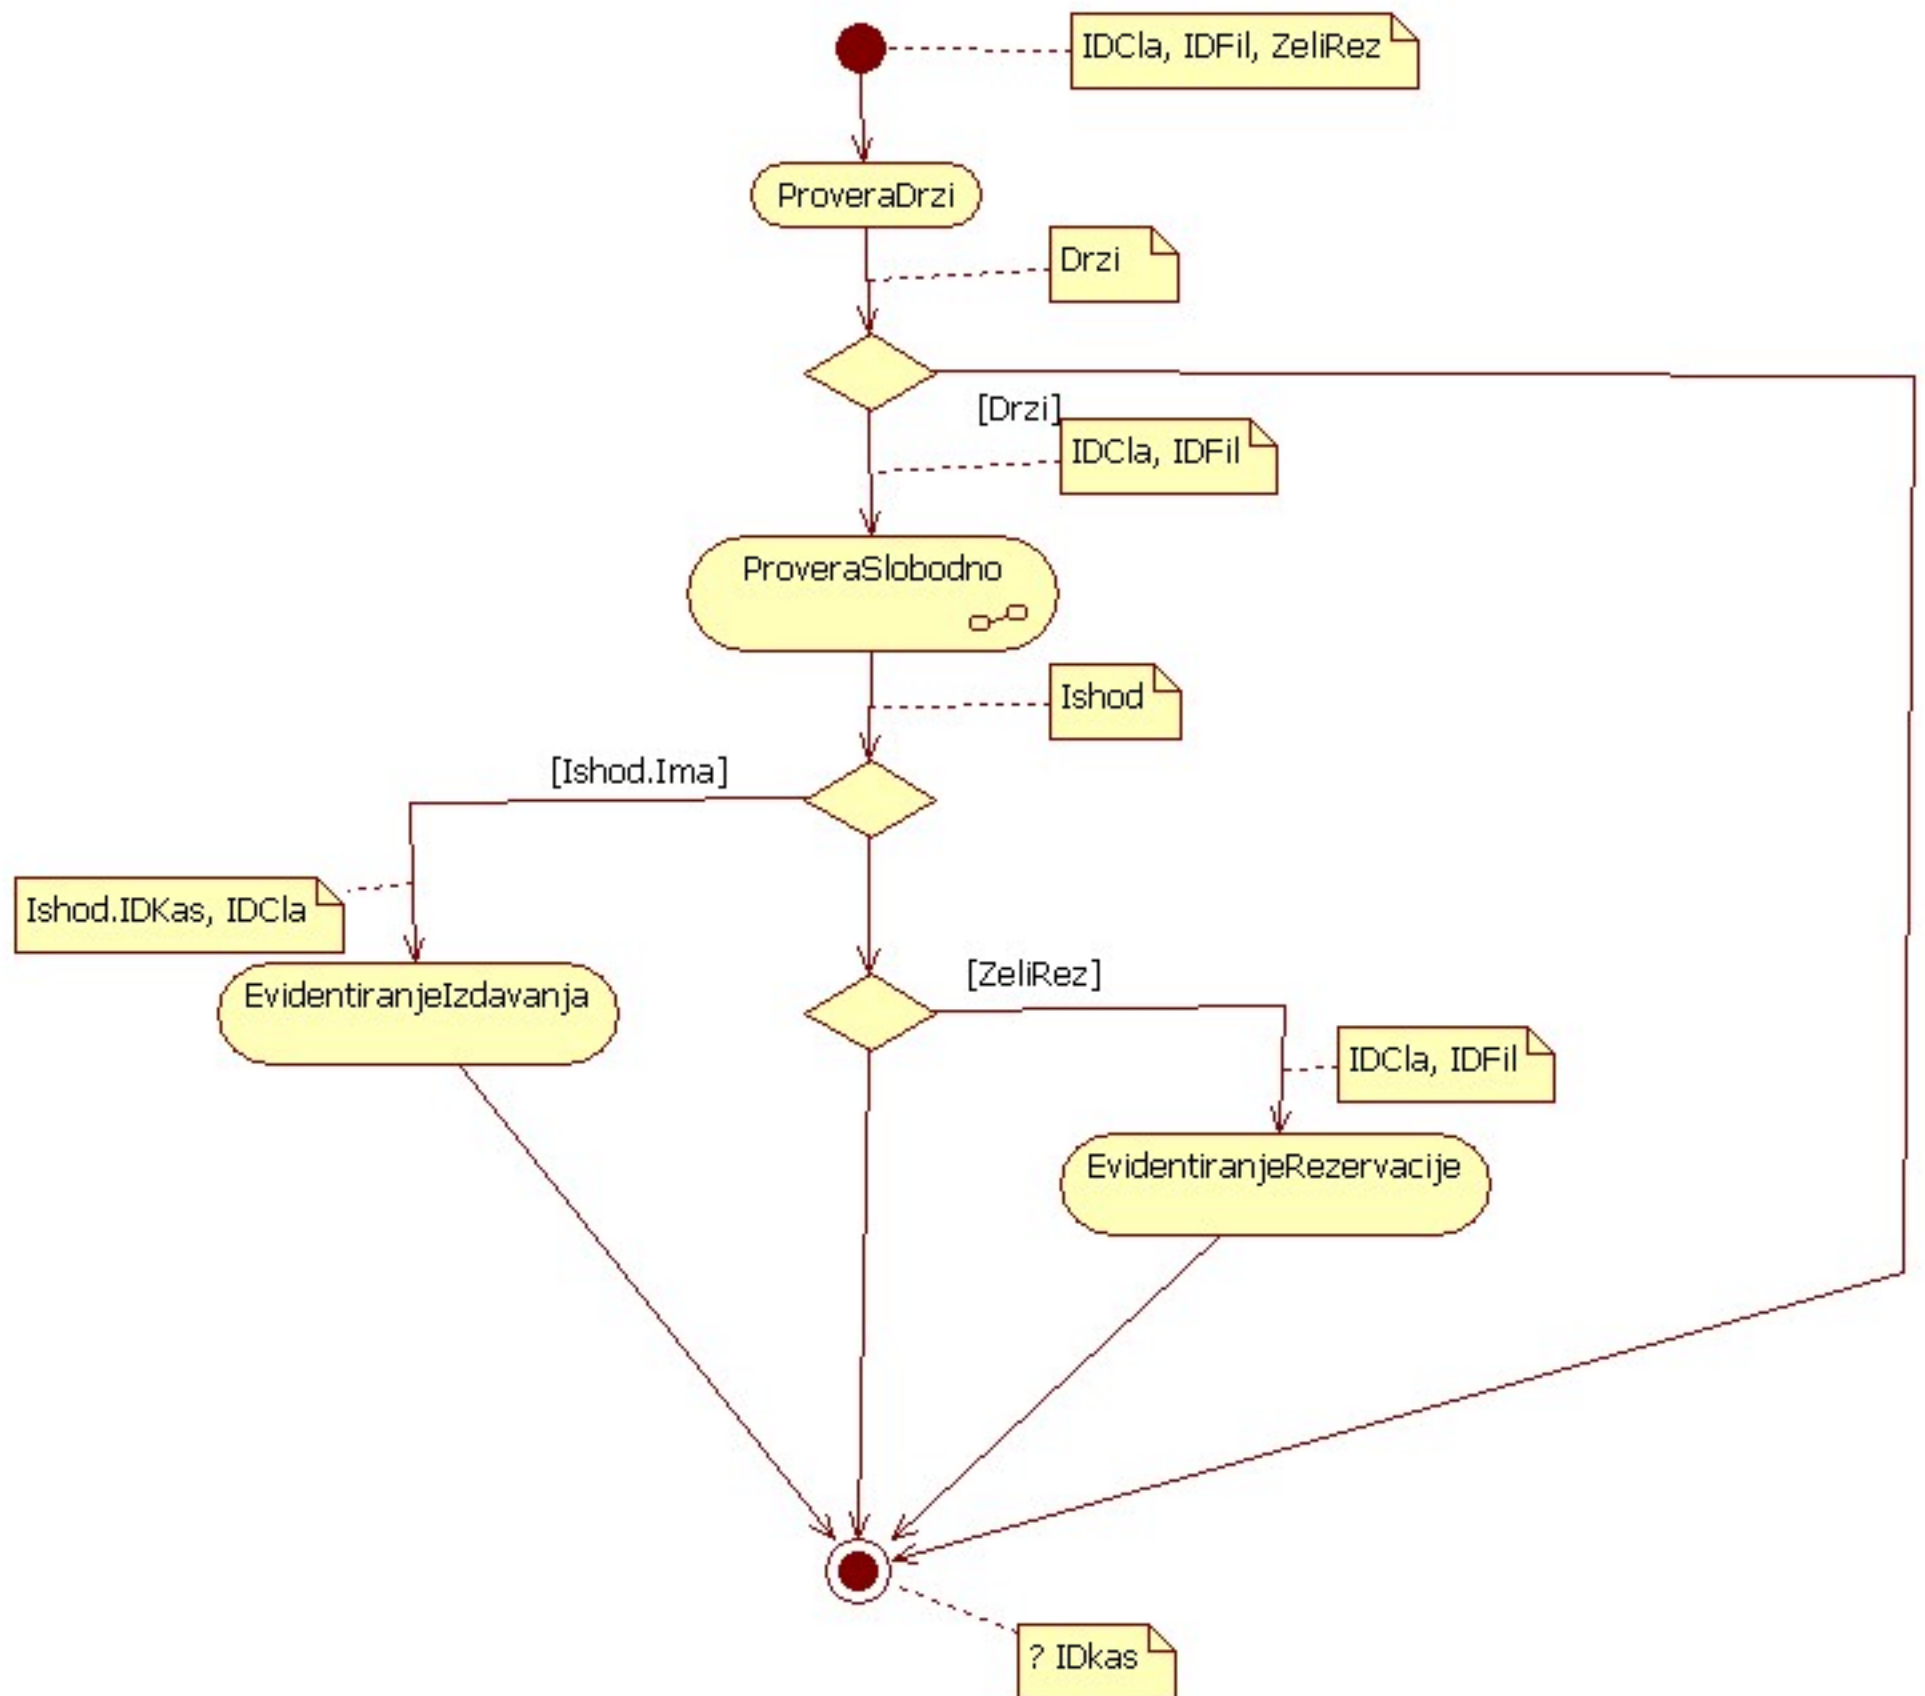 IDCla, IDFil, ZeliRez
ProveraDrzi
Drzi
[Drzi]
IDCla, IDFil
ProveraSlobodno
Ishod
[Ishod.Ima]
Ishod.IDKas, IDCla
EvidentiranjeIzdavanja
[ZeliRez]
IDCla, IDFil
EvidentiranjeRezervacije
? IDkas